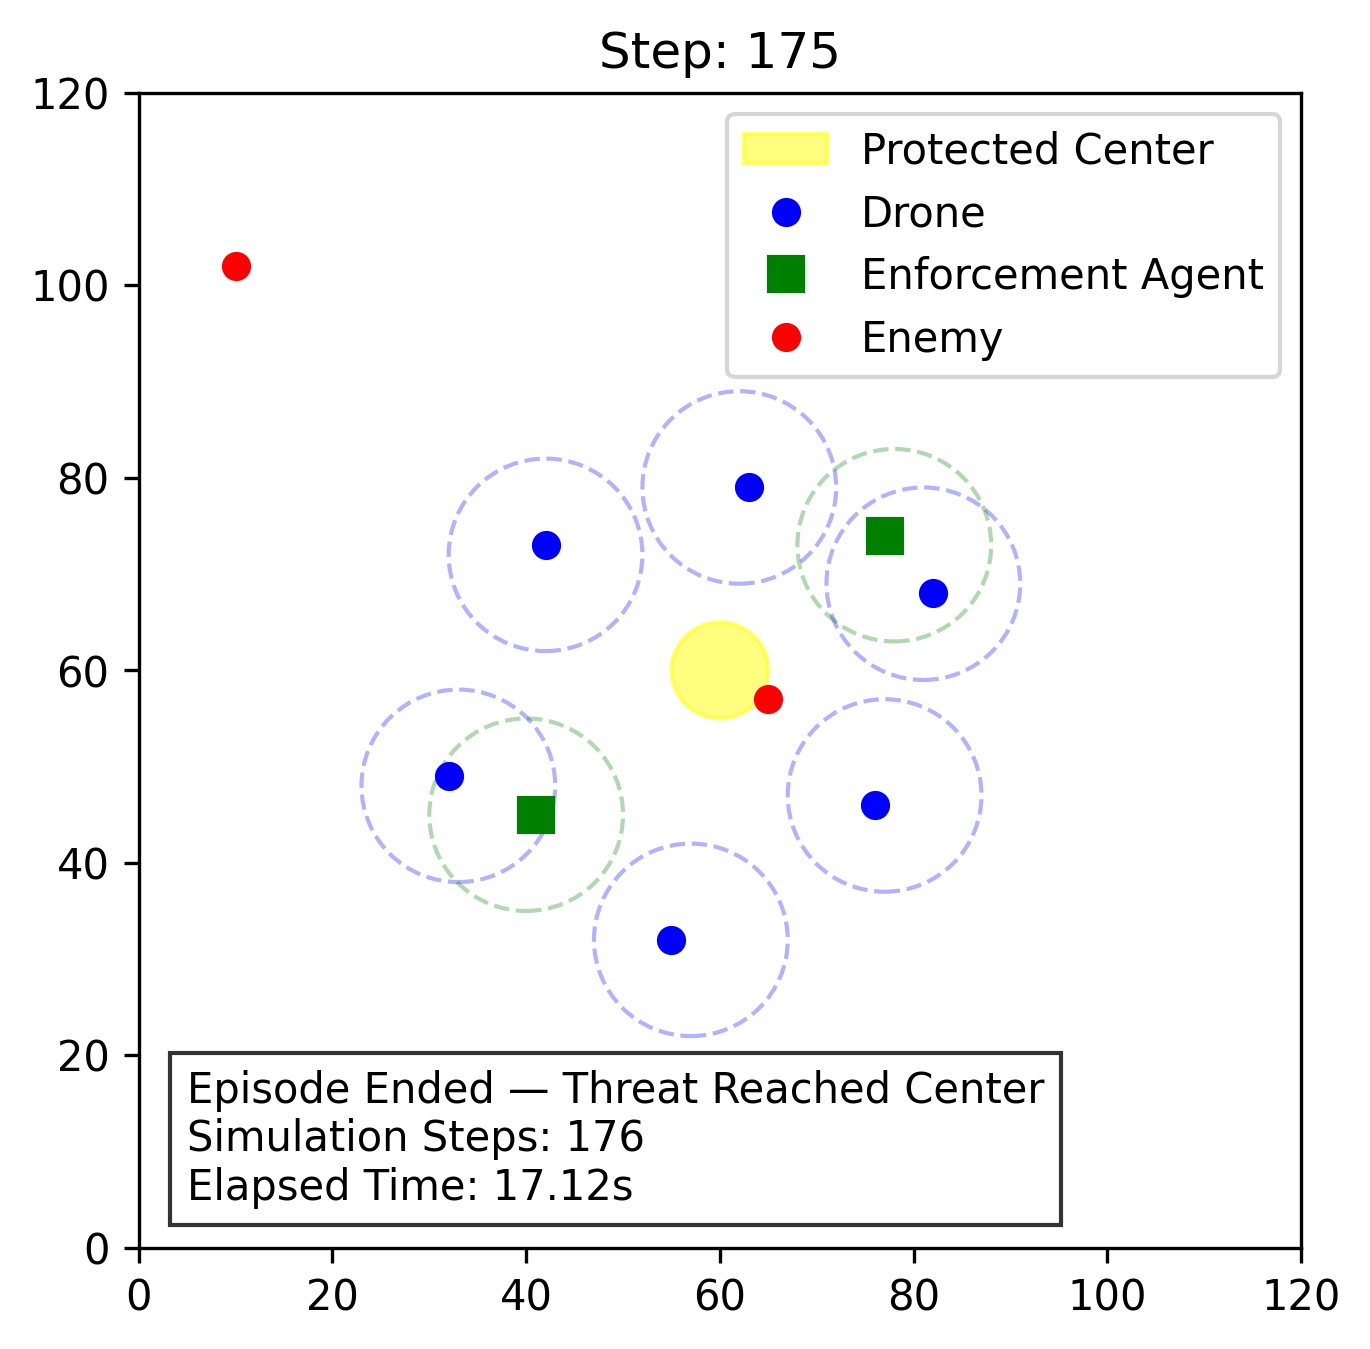 Step: 175
120
100
80
60
40
20
0
Protected Center
Drone
Enforcement Agent
Enemy
Episode Ended — Threat Reached Center
Simulation Steps: 176
Elapsed Time: 17.12s
0 20 40 60 80 100 120